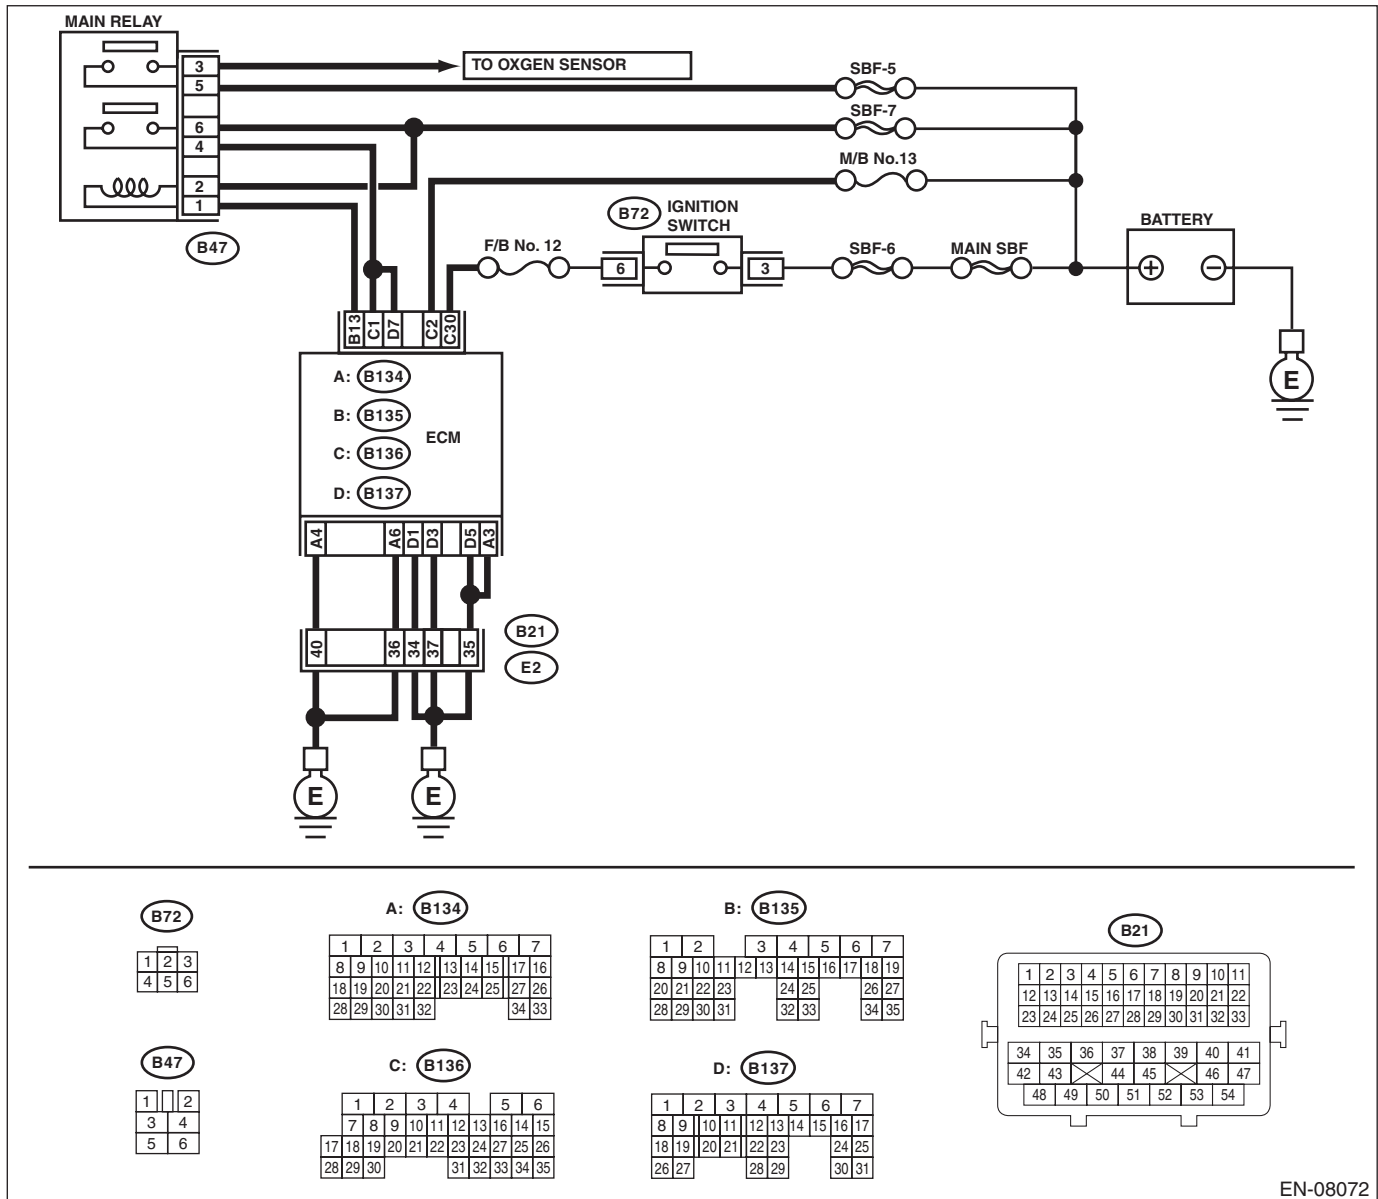 MAIN RELAY
3
TO OXGEN SENSOR
5
SBF-5
SBF-7
6
4
M/B No.13
2
1
B47
B72 IGNITION
SWITCH
F/B No. 12
6
3
SBF-6
MAIN SBF
BATTERY
+ −
E
B13 C1 D7 C2 C30
A: B134
B: B135
ECM
C: B136
D: B137
A4 A6 D1 D3 D5 A3
40 36 34 37 35
B21
E2
E E
B72
1 2 3
4 5 6
A: B134
1 2 3 4 5 6 7
8 9 10 11 12 13 14 15 17 16
18 19 20 21 22 23 24 25 27 26
28 29 30 31 32 34 33
B: B135
1 2 3 4 5 6 7
8 9 10 11 12 13 14 15 16 17 18 19
20 21 22 23 24 25 26 27
28 29 30 31 32 33 34 35
B21
1 2 3 4 5 6 7 8 9 10 11
12 13 14 15 16 17 18 19 20 21 22
23 24 25 26 27 28 29 30 31 32 33
34 35 36 37 38 39 40 41
42 43 44 45 46 47
48 49 50 51 52 53 54
B47
1 2
3 4
5 6
C: B136
1 2 3 4 5 6
7 8 9 10 11 12 13 16 14 15
17 18 19 20 21 22 23 24 27 25 26
28 29 30 31 32 33 34 35
D: B137
1 2 3 4 5 6 7
8 9 10 11 12 13 14 15 16 17
18 19 20 21 22 23 24 25
26 27 28 29 30 31
EN-08072